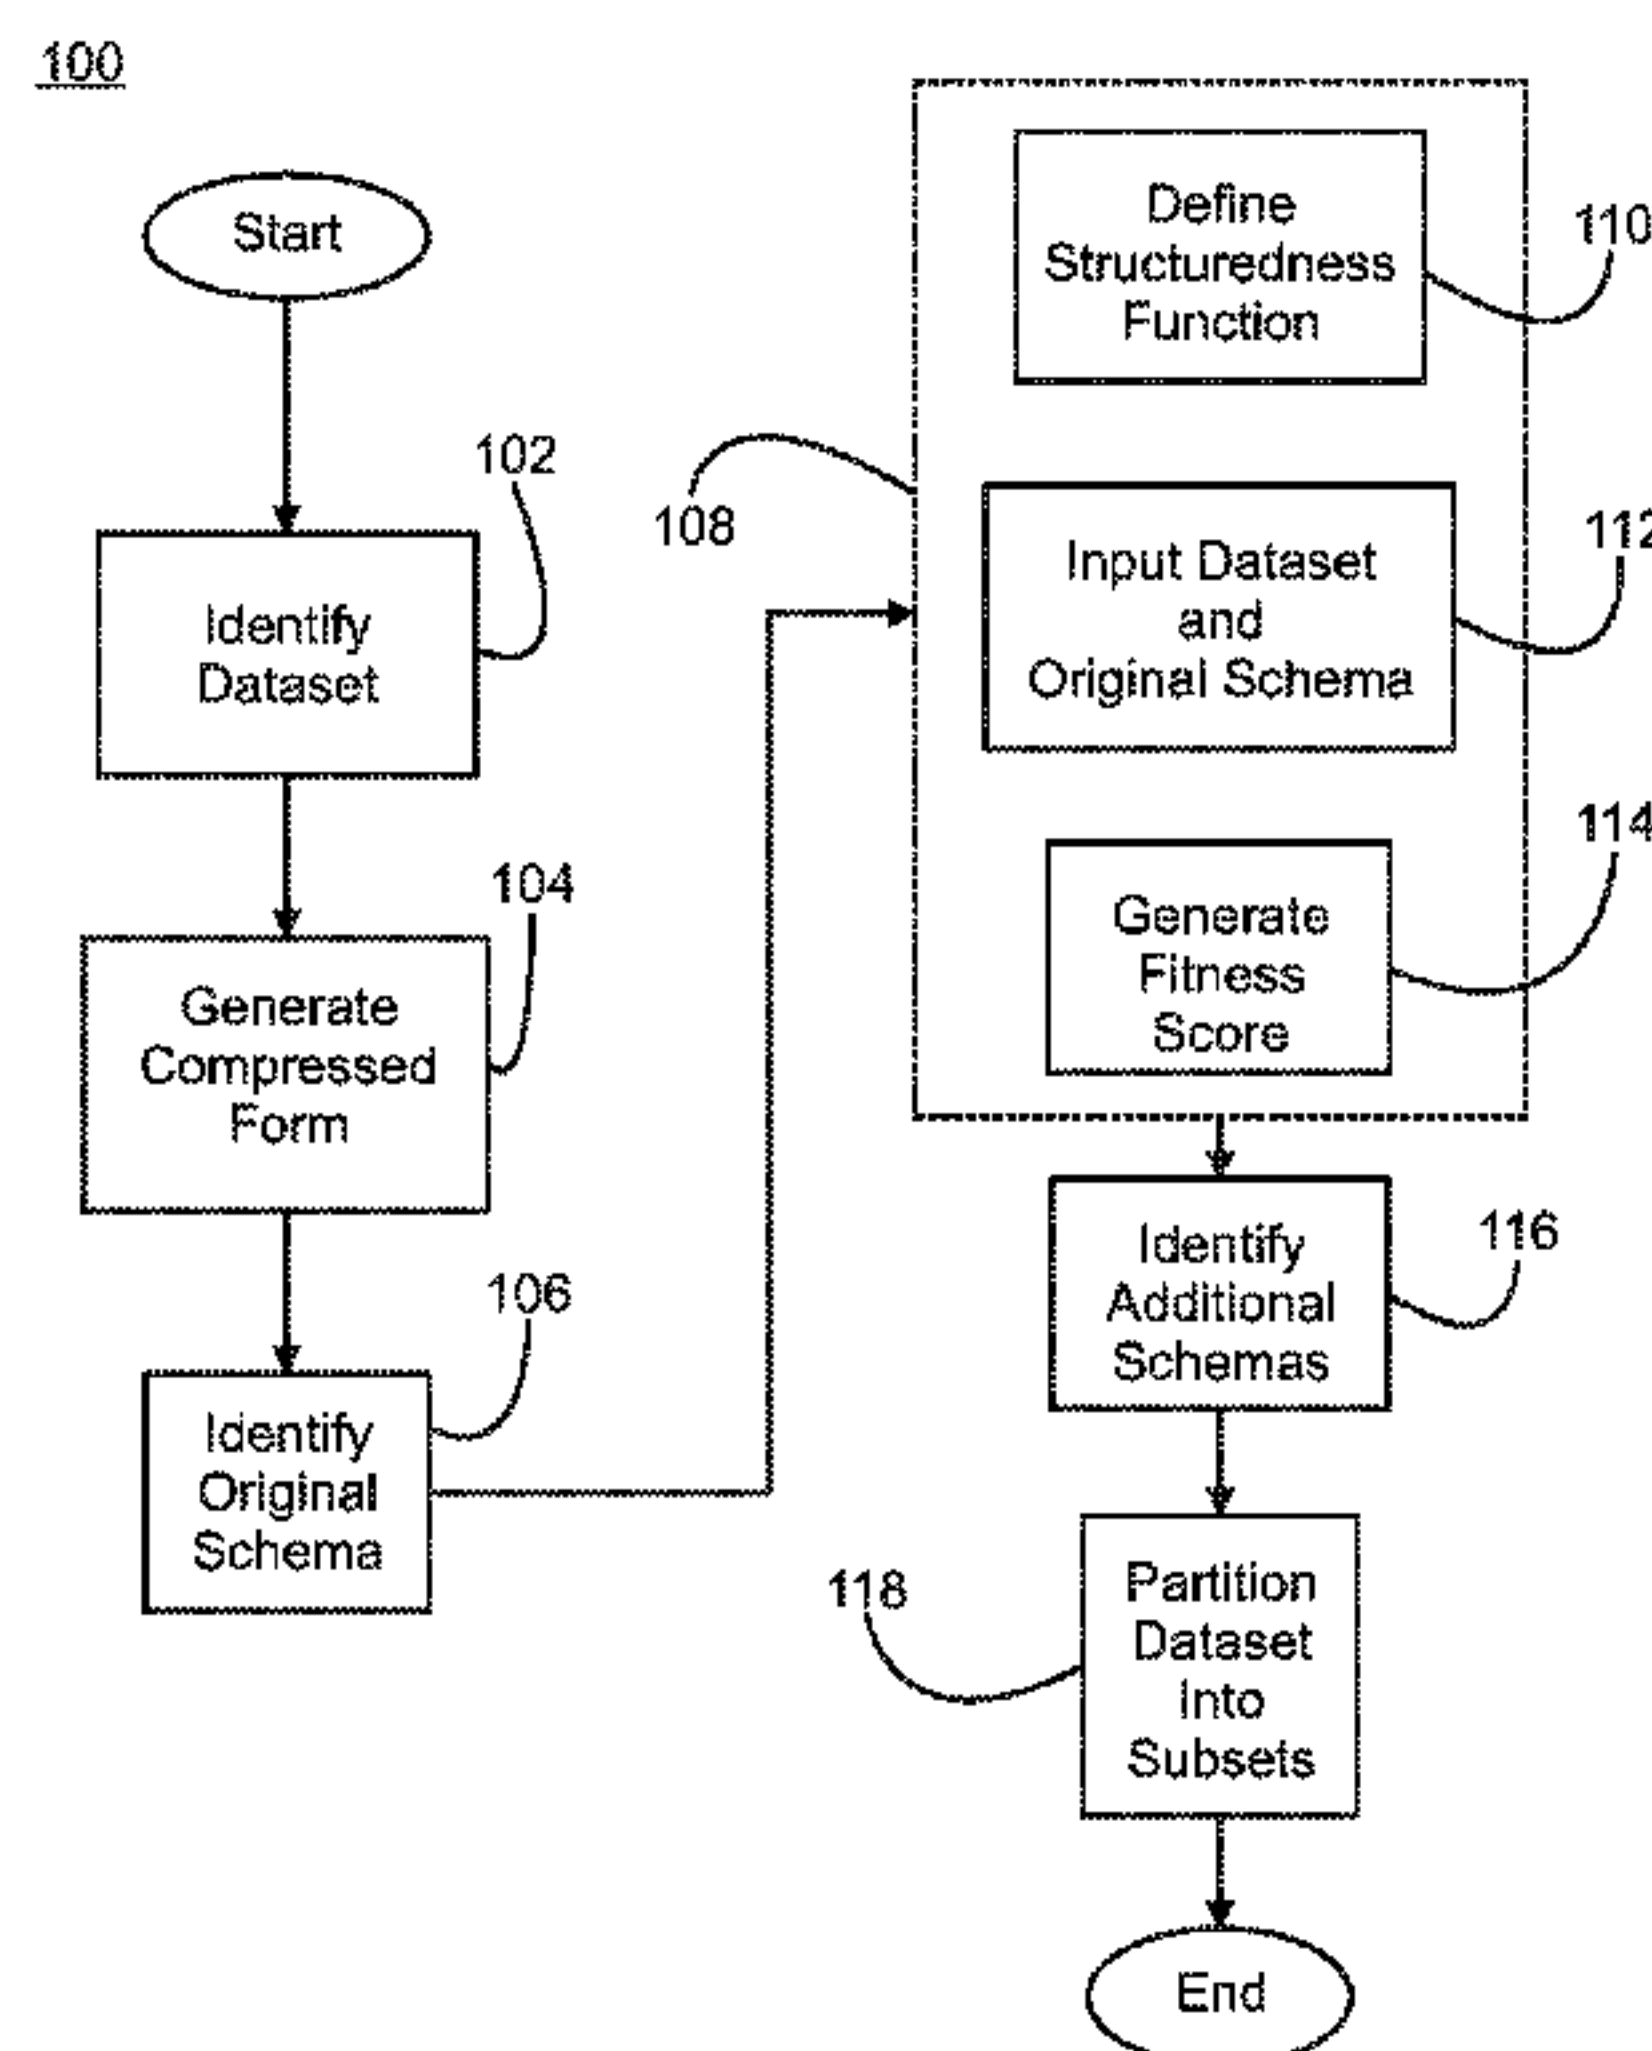 100
Start
102
Identify
Dataset
104
Generate
Compressed
Form
106
Identify
Original
Schema
108
Define
Structuredness
Function
110
Input Dataset
and
Original Schema
112
Generate
Fitness
Score
114
Identify
Additional
Schemas
116
Partition
Dataset
Into
Subsets
118
End